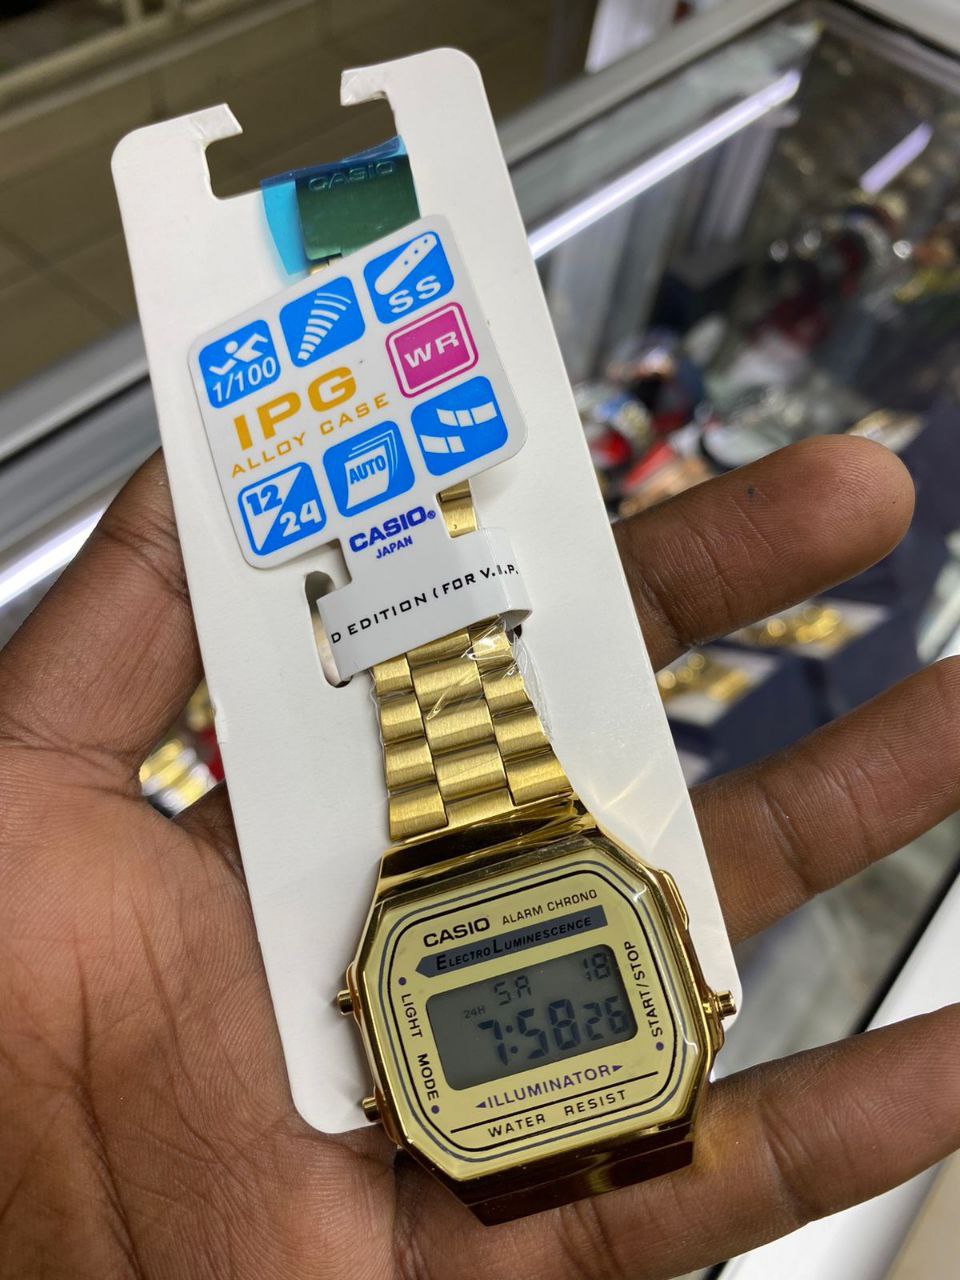 CASIO
SS
1/100
WR
IPG
ALLOY CASE
12/24
AUTO
CASIO®
JAPAN
D EDITION (FOR V.I.P.
CASIO ALARM CHRONO
ELECTRO LUMINESCENCE
SA 18
24H
7:58 26
LIGHT
MODE
START/STOP
ILLUMINATOR
WATER RESIST